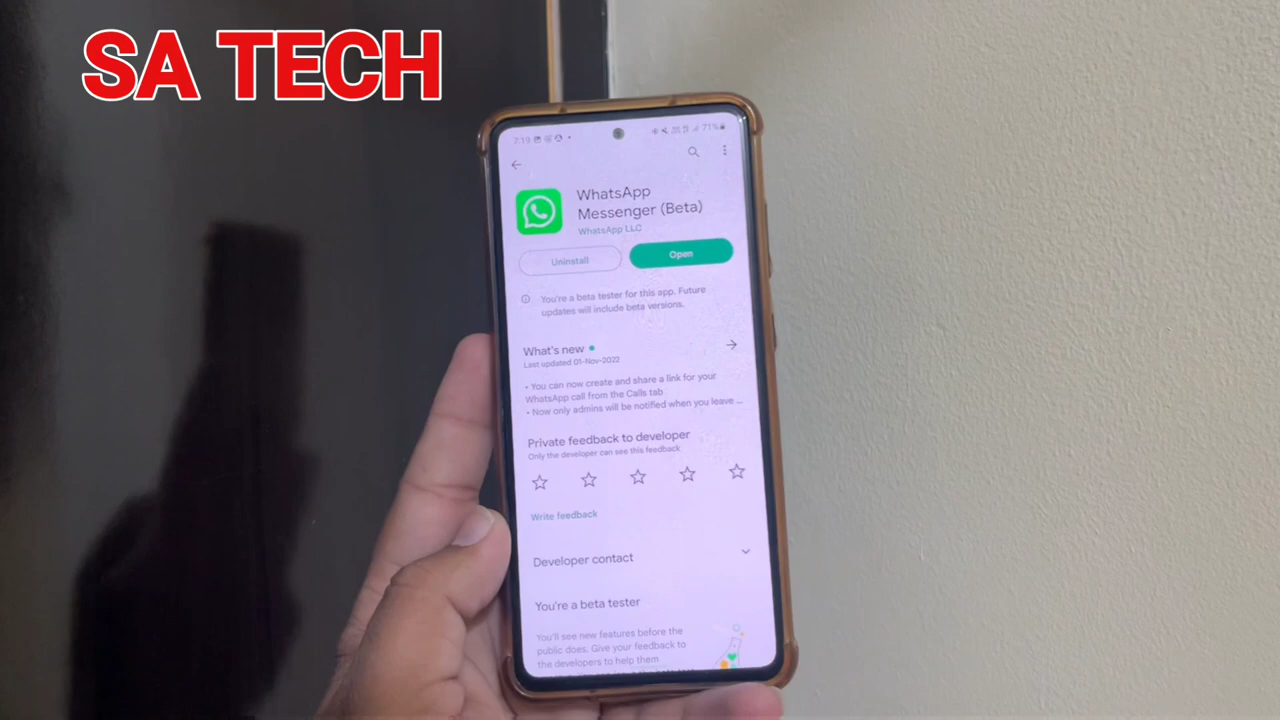 SA TECH
7:19
71%
WhatsApp
Messenger (Beta)
WhatsApp LLC
Uninstall
Open
You're a beta tester for this app. Future
updates will include beta versions.
What's new
Last updated 01-Nov-2022
• You can now create and share a link for your
WhatsApp call from the Calls tab
• Now only admins will be notified when you leave ...
Private feedback to developer
Only the developer can see this feedback
Write feedback
Developer contact
You're a beta tester
You'll see new features before the
public does. Give your feedback to
the developers to help them